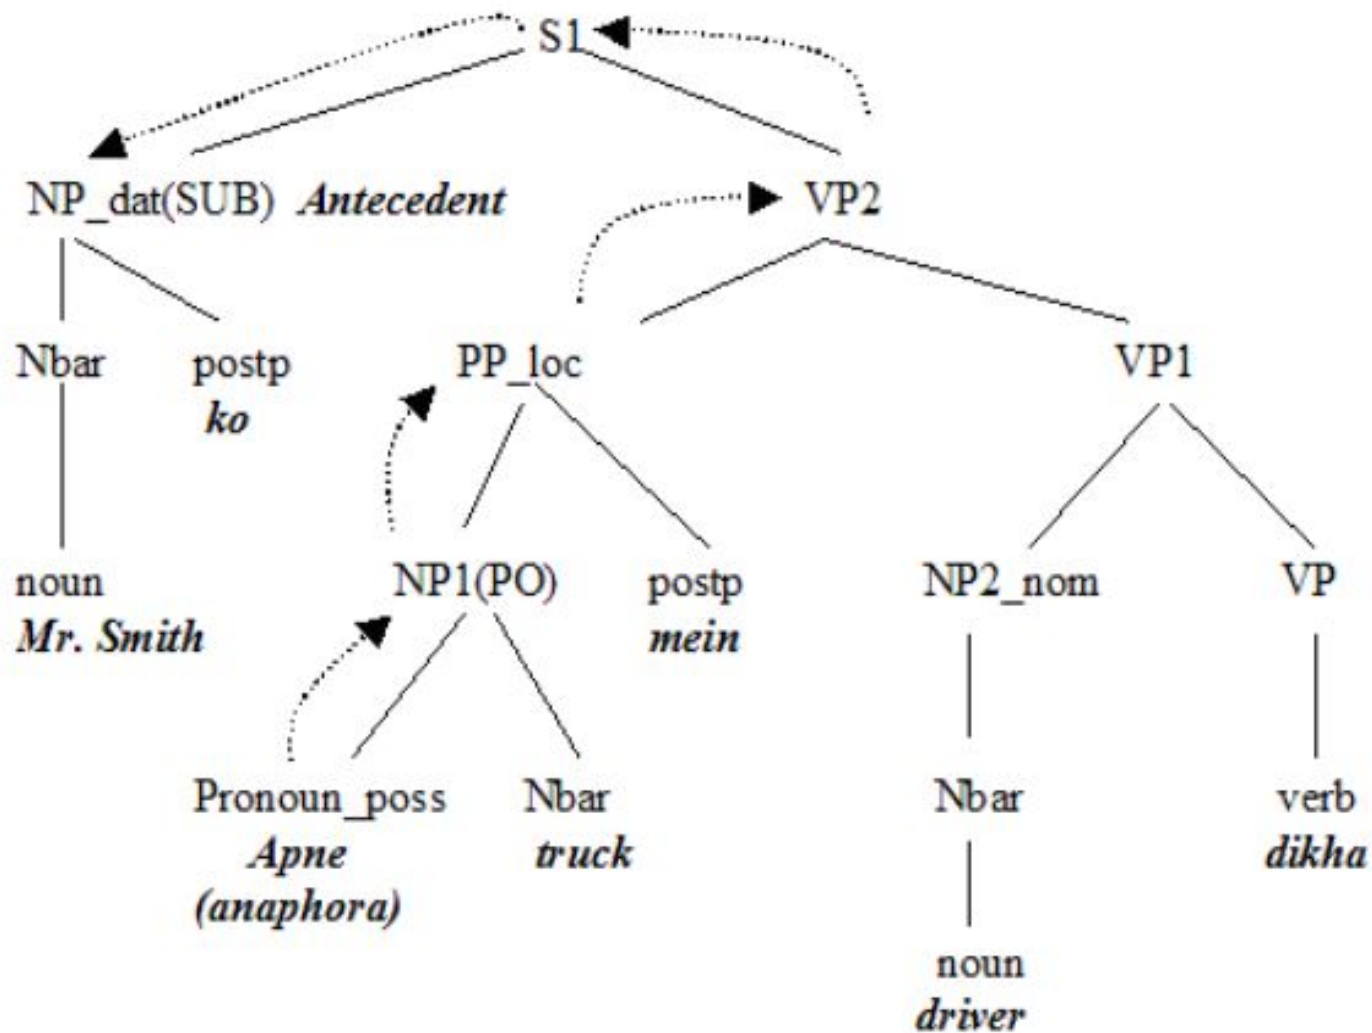 S1
NP_dat(SUB) Antecedent VP2
Nbar postp PP_loc VP1
ko
noun NP1(PO) postp NP2_nom VP
Mr. Smith mein
Pronoun_poss Nbar Nbar verb
Apne truck dikha
(anaphora)
noun
driver